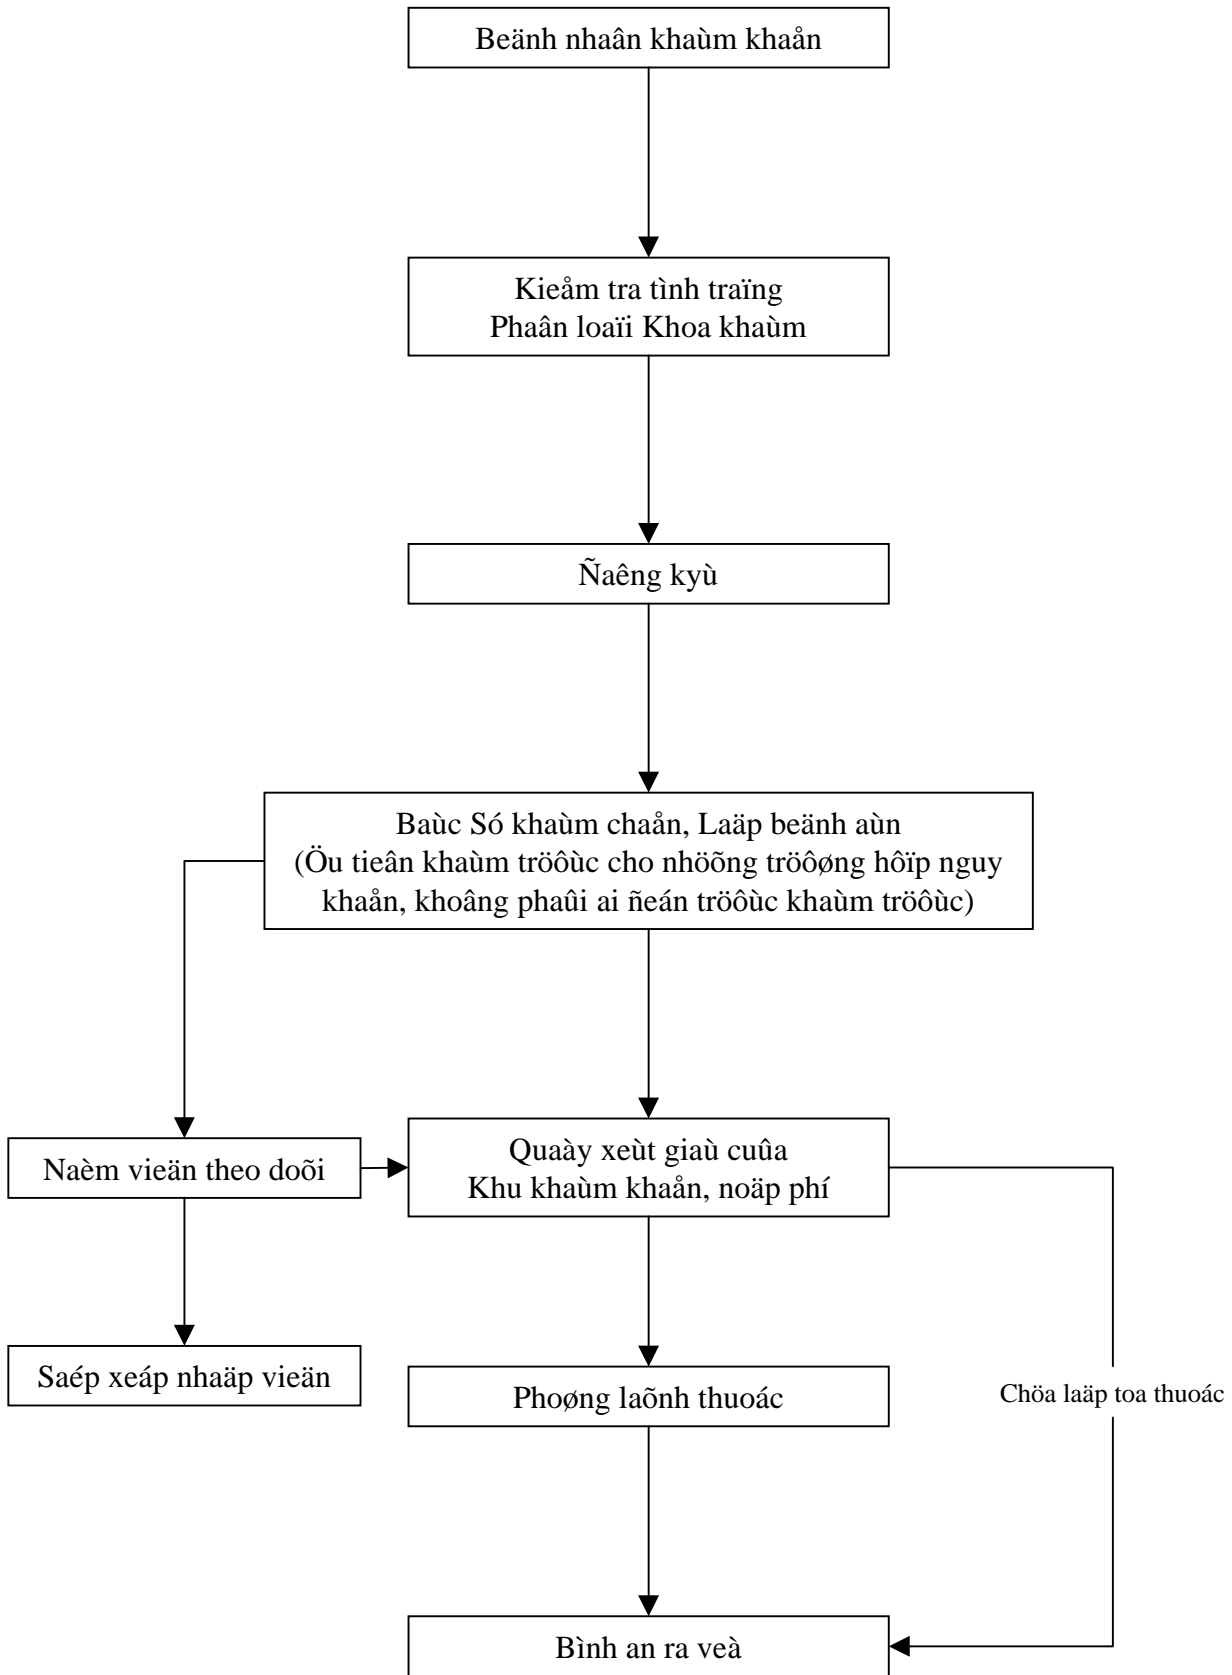 Beänh nhaân khaùm khaån
Kieåm tra tình traïng
Phaân loaïi Khoa khaùm
Ñaêng kyù
Baùc Só khaùm chaån, Laäp beänh aùn
(Öu tieân khaùm tröôùc cho nhöõng tröôøng hôïp nguy
khaån, khoâng phaûi ai ñeán tröôùc khaùm tröôùc)
Naèm vieän theo doõi
Quaày xeùt giaù cuûa
Khu khaùm khaån, noäp phí
Saép xeáp nhaäp vieän
Phoøng laõnh thuoác
Chöa laäp toa thuoác
Bình an ra veà